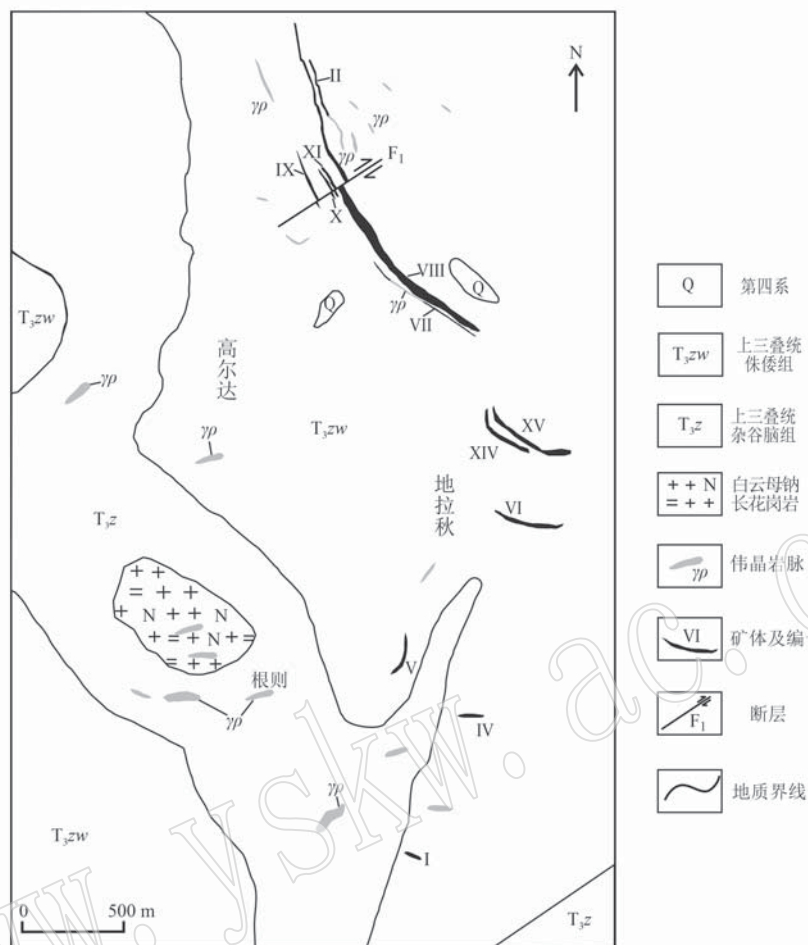 N
II
γρ
γρ
γρ
XI
F₁
IX
X
VIII
Q
γρ
VII
Q
T₃zw
高尔达
γρ
T₃zw
XV
XIV
γρ
地拉秋
VI
T₃z
+ +
= + +
+ N + + N
+ = + N + =
= + +
根则
γρ
V
IV
γρ
T₃zw
I
0 500 m
T₃z
Q 第四系
T₃zw 上三叠统
侏倭组
T₃z 上三叠统
杂谷脑组
+ + N 白云母钠
= + + 长花岗岩
γρ 伟晶岩脉
VI 矿体及编
F₁ 断层
地质界线
w.yskw.ac.c